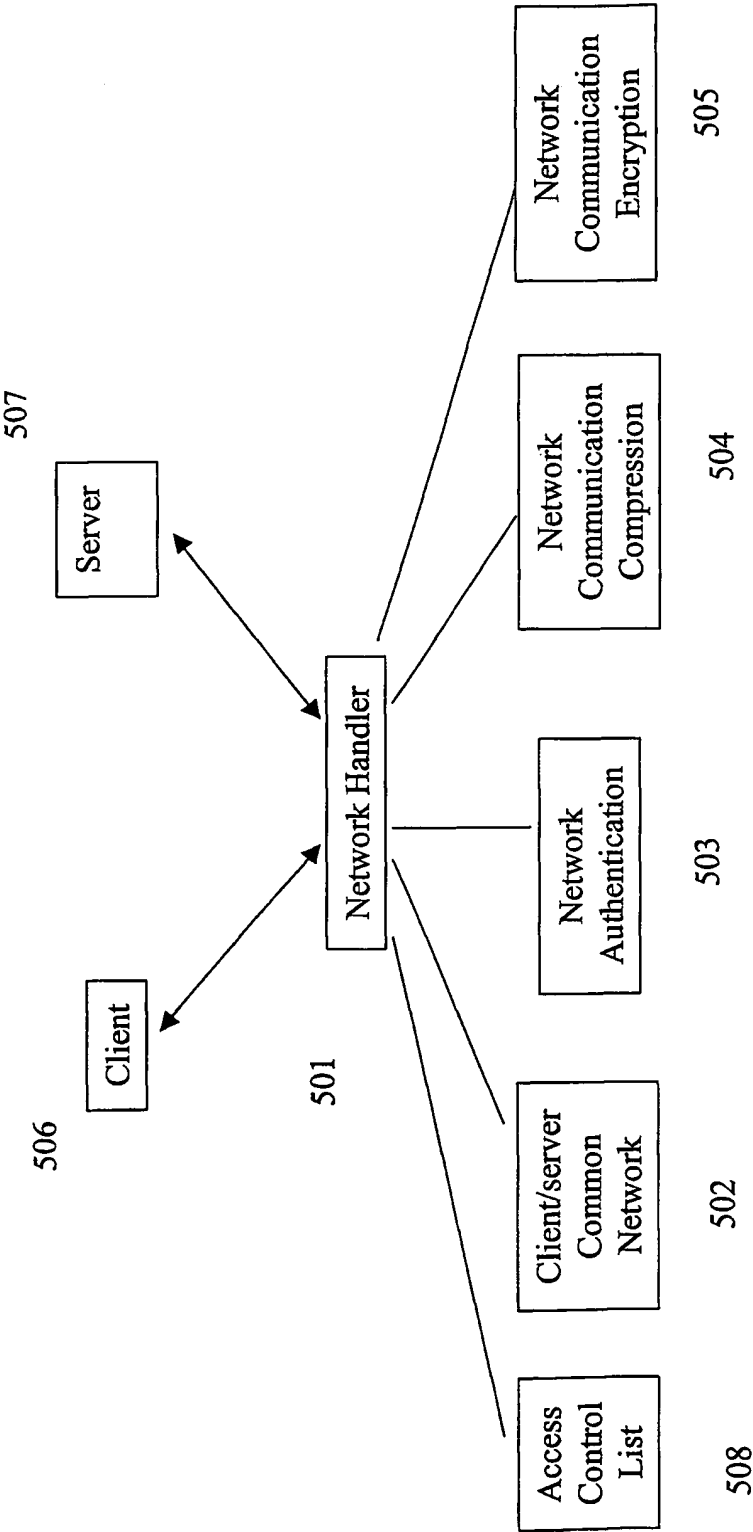 507
Server
506
Client
501
Network Handler
Access
Control
List
508
Client/server
Common
Network
502
Network
Authentication
503
Network
Communication
Compression
504
Network
Communication
Encryption
505